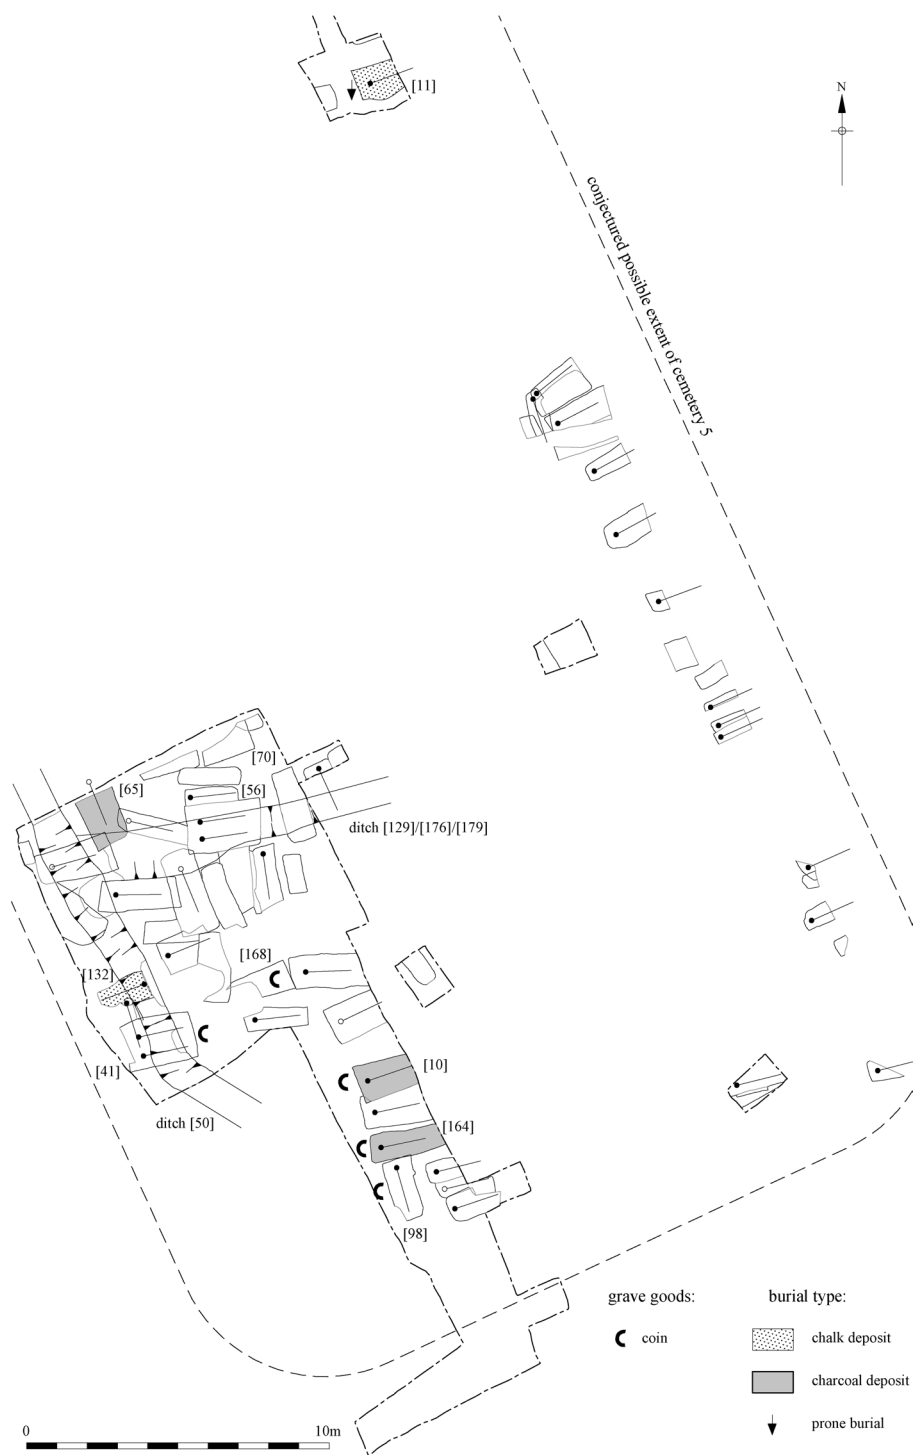 [11]
N
conjectured possible extent of cemetery 5
[70]
[65]
[56]
ditch [129]/[176]/[179]
[168]
[132]
[10]
[41]
ditch [50]
[164]
[98]
grave goods:
burial type:
coin
chalk deposit
charcoal deposit
prone burial
0
10m